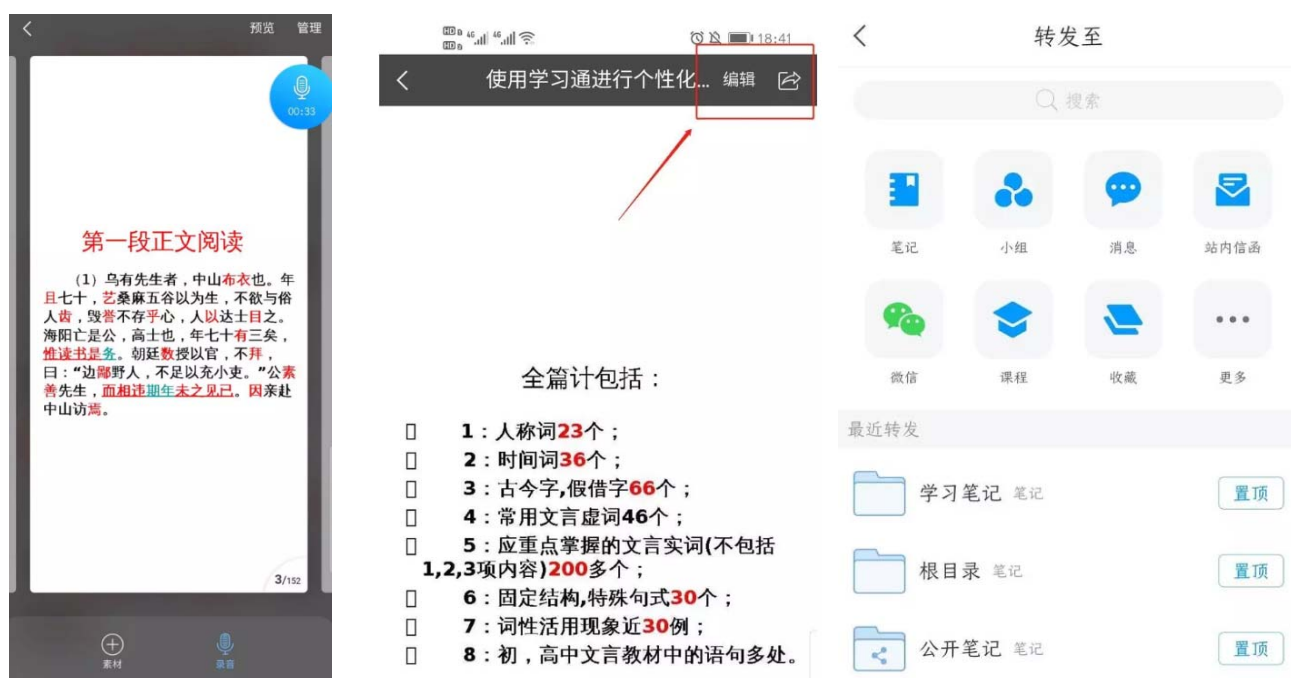 预览 管理
00:33
第一段正文阅读
(1）乌有先生者，中山布衣也。年
且七十，艺桑麻五谷以为生，不欲与俗
人齿，毁誉不存乎心，人以达士目之。
海阳亡是公，高士也，年七十有三矣，
惟读书是务。朝廷数授以官，不拜，
曰：“边鄙野人，不足以充小吏。”公素
善先生，而相违期年未之见已。因亲赴
中山访焉。
3/152
素材 录音
HD 46 46 18:41
使用学习通进行个性化... 编辑
全篇计包括：
1：人称词23个；
2：时间词36个；
3：古今字,假借字66个；
4：常用文言虚词46个；
5：应重点掌握的文言实词(不包括
1,2,3项内容)200多个；
6：固定结构,特殊句式30个；
7：词性活用现象近30例；
8：初，高中文言教材中的语句多处。
转发至
搜索
笔记 小组 消息 站内信函
微信 课程 收藏 更多
最近转发
学习笔记 笔记 置顶
根目录 笔记 置顶
公开笔记 笔记 置顶